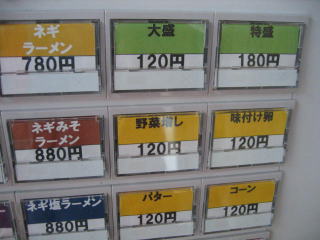 ネギ
ラーメン
780円
大盛
120円
特盛
180円
ネギみそ
ラーメン
880円
野菜増し
120円
味付け卵
120円
ネギ塩ラーメン
880円
バター
120円
コーン
120円